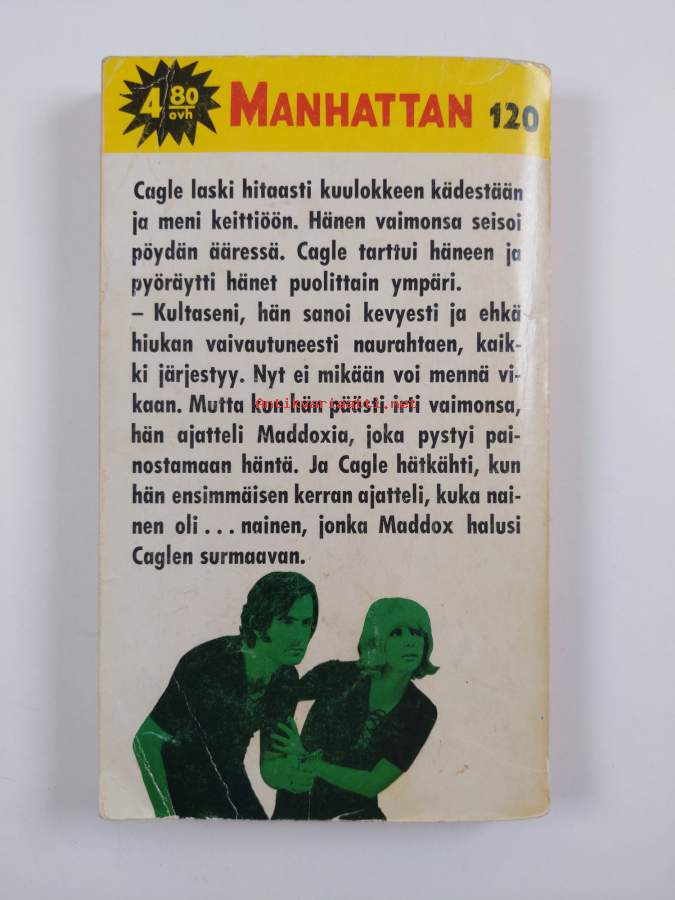 4 80
ovh
MANHATTAN 120
Cagle laski hitaasti kuulokkeen kädestään
ja meni keittiöön. Hänen vaimonsa seisoi
pöydän ääressä. Cagle tarttui häneen ja
pyöräytti hänet puolittain ympäri.
– Kultaseni, hän sanoi kevyesti ja ehkä
hiukan vaivautuneesti naurahtaen, kaik-
ki järjestyy. Nyt ei mikään voi mennä vi-
kaan. Mutta kun hän päästi irti vaimonsa,
antikvariaatti.net
hän ajatteli Maddoxia, joka pystyi pai-
nostamaan häntä. Ja Cagle hätkähti, kun
hän ensimmäisen kerran ajatteli, kuka nai-
nen oli ... nainen, jonka Maddox halusi
Caglen surmaavan.